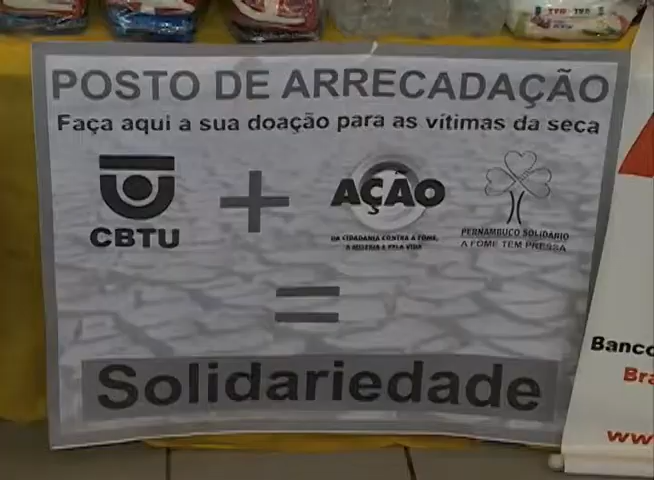 POSTO DE ARRECADAÇÃO
Faça aqui a sua doação para as vítimas da seca
CBTU
+
AÇÃO
DA CIDADANIA CONTRA A FOME,
A MISÉRIA E PELA VIDA
PERNAMBUCO SOLIDÁRIO
A FOME TEM PRESSA
=
Solidariedade
Banco
Bra
ww